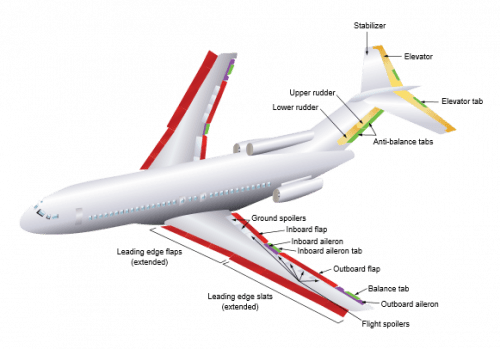 Stabilizer
Elevator
Upper rudder
Lower rudder
Elevator tab
Anti-balance tabs
Ground spoilers
Inboard flap
Inboard aileron
Inboard aileron tab
Leading edge flaps
(extended)
Outboard flap
Balance tab
Leading edge slats
(extended)
Outboard aileron
Flight spoilers